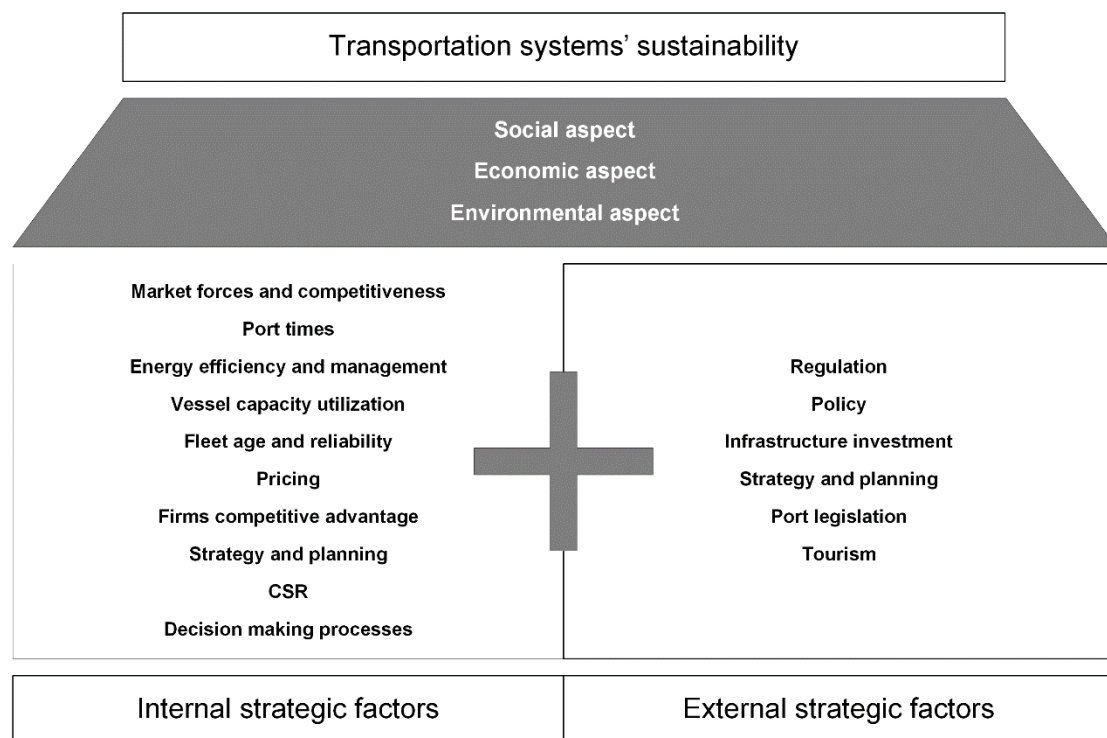 Transportation systems' sustainability
Social aspect
Economic aspect
Environmental aspect
Market forces and competitiveness
Port times
Energy efficiency and management
Vessel capacity utilization
Fleet age and reliability
Pricing
Firms competitive advantage
Strategy and planning
CSR
Decision making processes
Regulation
Policy
Infrastructure investment
Strategy and planning
Port legislation
Tourism
Internal strategic factors
External strategic factors